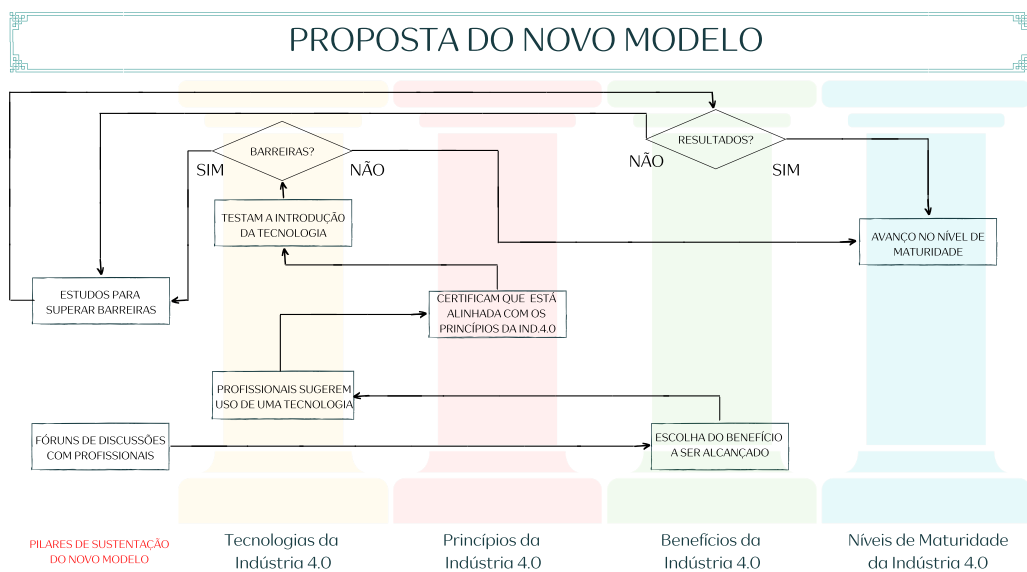 PROPOSTA DO NOVO MODELO
BARREIRAS?
SIM
NÃO
RESULTADOS?
NÃO
SIM
TESTAM A INTRODUÇÃO
DA TECNOLOGIA
AVANÇO NO NÍVEL DE
MATURIDADE
ESTUDOS PARA
SUPERAR BARREIRAS
CERTIFICAM QUE ESTÁ
ALINHADA COM OS
PRINCÍPIOS DA IND.4.0
PROFISSIONAIS SUGEREM
USO DE UMA TECNOLOGIA
FÓRUNS DE DISCUSSÕES
COM PROFISSIONAIS
ESCOLHA DO BENEFÍCIO
A SER ALCANÇADO
PILARES DE SUSTENTAÇÃO
DO NOVO MODELO
Tecnologias da
Indústria 4.0
Princípios da
Indústria 4.0
Benefícios da
Indústria 4.0
Níveis de Maturidade
da Indústria 4.0